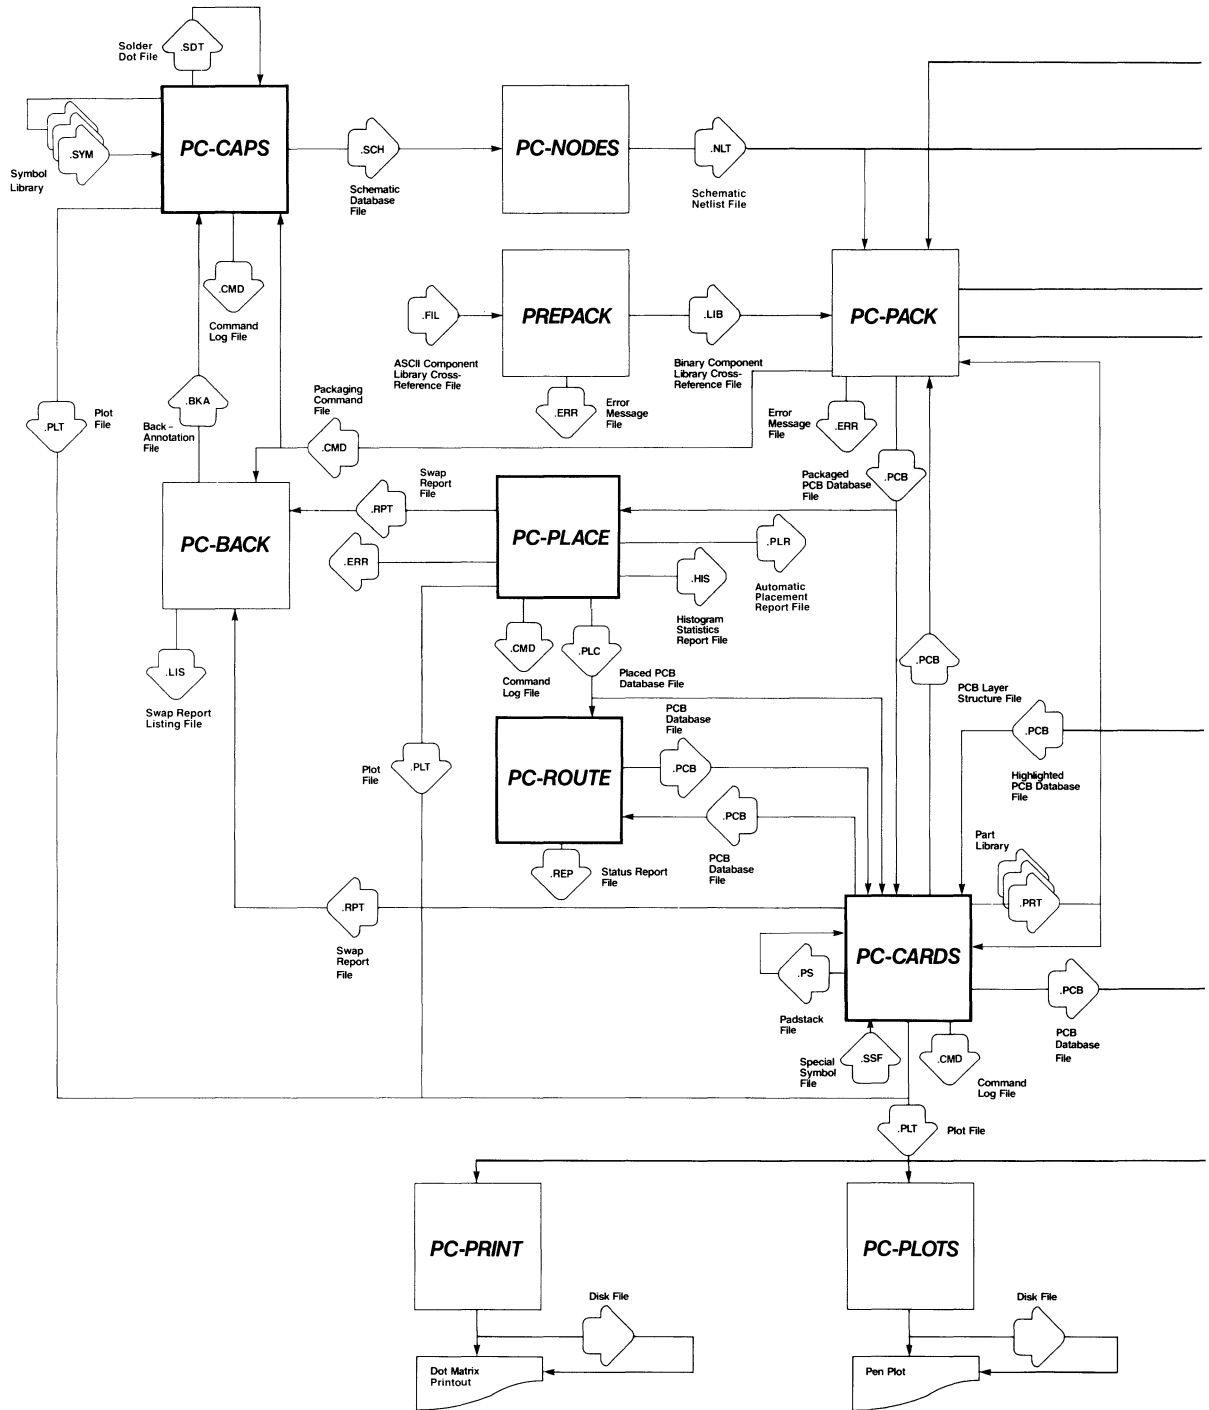 Solder
Dot File
.SDT
PC-CAPS
.SYM
Symbol
Library
.SCH
Schematic
Database
File
PC-NODES
.NLT
Schematic
Netlist File
.CMD
Command
Log File
.FIL
ASCII Component
Library Cross-
Reference File
PREPACK
.LIB
Binary Component
Library Cross-
Reference File
PC-PACK
.ERR
Error
Message
File
Error
Message
File
.ERR
.PLT
Plot
File
.BKA
Back –
Annotation
File
Packaging
Command
File
.CMD
Packaged
PCB Database
File
.PCB
PC-BACK
Swap
Report
File
.RPT
.ERR
PC-PLACE
.PLR
Automatic
Placement
Report File
.HIS
Histogram
Statistics
Report File
.LIS
Swap Report
Listing File
.CMD
Command
Log File
.PLC
Placed PCB
Database File
.PCB
PCB Layer
Structure File
PCB
Database
File
.PCB
Plot
File
.PLT
PC-ROUTE
.PCB
PCB
Database
File
.PCB
Highlighted
PCB Database
File
.REP
Status Report
File
Part
Library
.PRT
.RPT
Swap
Report
File
PC-CARDS
.PS
Padstack
File
.PCB
PCB
Database
File
Special
Symbol
File
.SSF
.CMD
Command
Log File
.PLT
Plot File
PC-PRINT
PC-PLOTS
Disk File
Dot Matrix
Printout
Disk File
Pen Plot